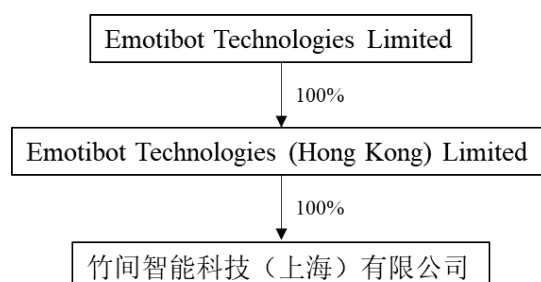 Emotibot Technologies Limited
100%
Emotibot Technologies (Hong Kong) Limited
100%
竹间智能科技（上海）有限公司